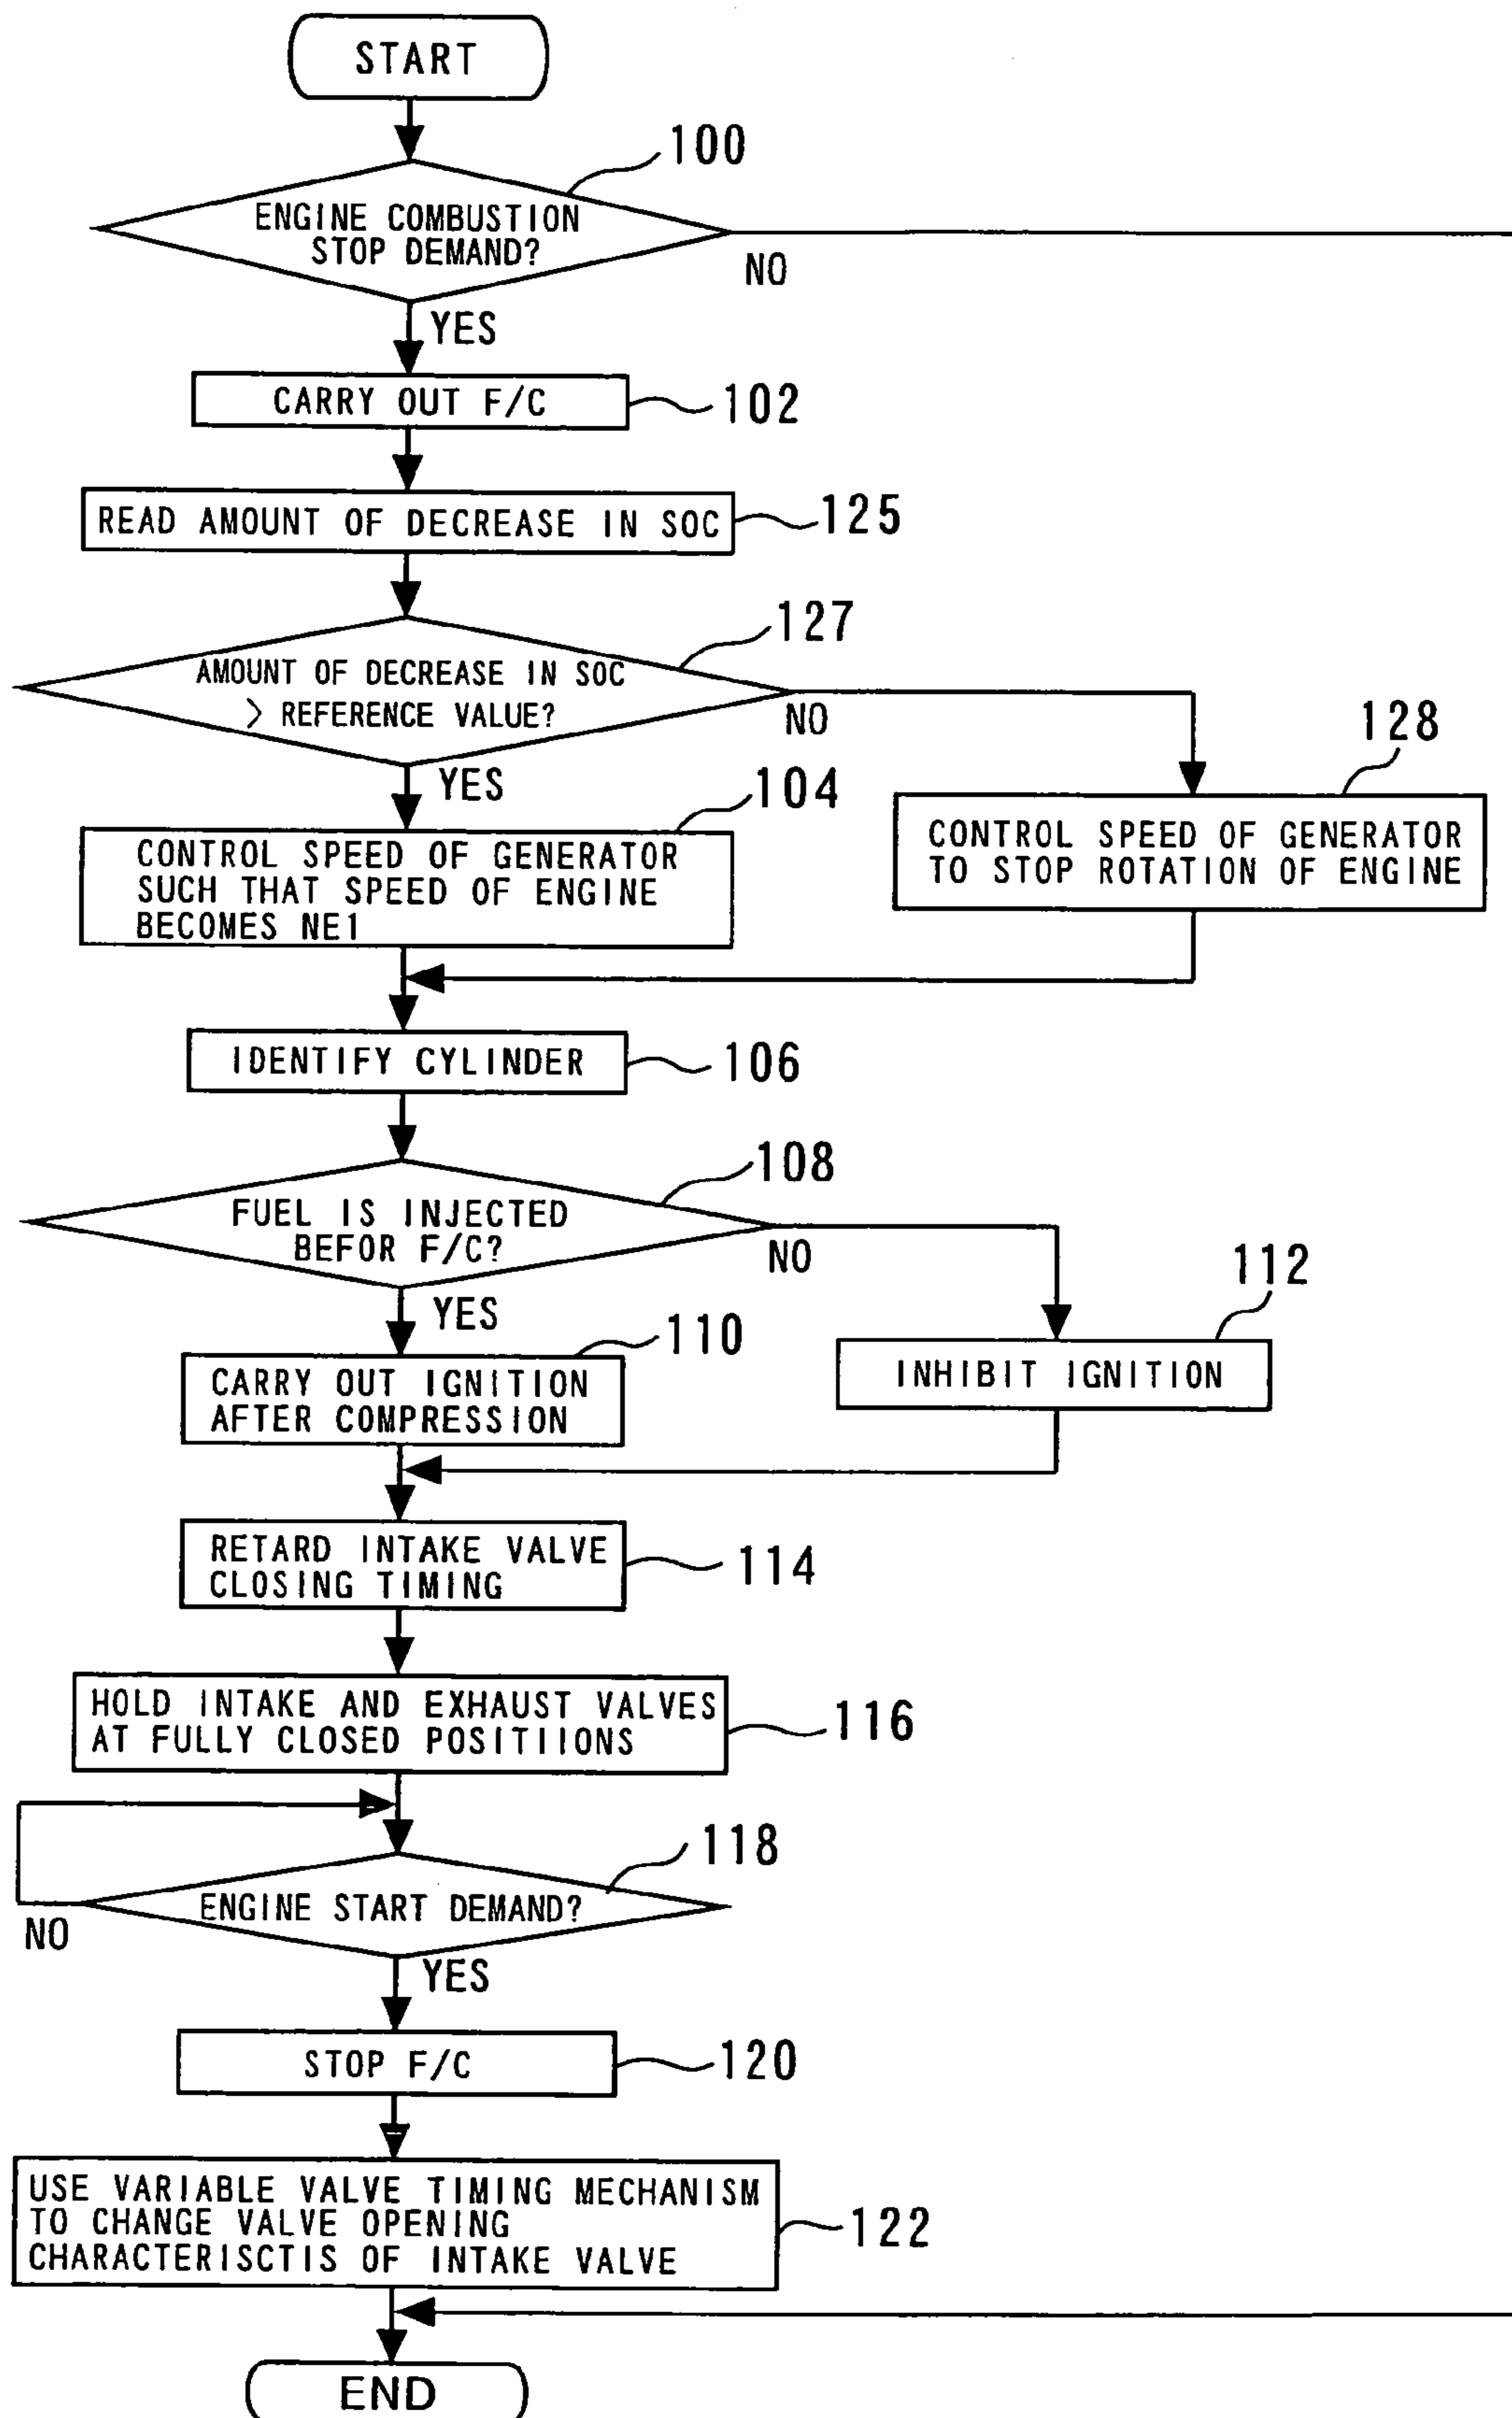 START
100
ENGINE COMBUSTION
STOP DEMAND?
NO
YES
CARRY OUT F/C
102
READ AMOUNT OF DECREASE IN SOC
125
127
AMOUNT OF DECREASE IN SOC
> REFERENCE VALUE?
NO
128
YES
104
CONTROL SPEED OF GENERATOR
SUCH THAT SPEED OF ENGINE
BECOMES NE1
CONTROL SPEED OF GENERATOR
TO STOP ROTATION OF ENGINE
IDENTIFY CYLINDER
106
108
FUEL IS INJECTED
BEFOR F/C?
NO
112
YES
110
CARRY OUT IGNITION
AFTER COMPRESSION
INHIBIT IGNITION
RETARD INTAKE VALVE
CLOSING TIMING
114
HOLD INTAKE AND EXHAUST VALVES
AT FULLY CLOSED POSITIIONS
116
118
ENGINE START DEMAND?
NO
YES
STOP F/C
120
USE VARIABLE VALVE TIMING MECHANISM
TO CHANGE VALVE OPENING
CHARACTERISCTIS OF INTAKE VALVE
122
END